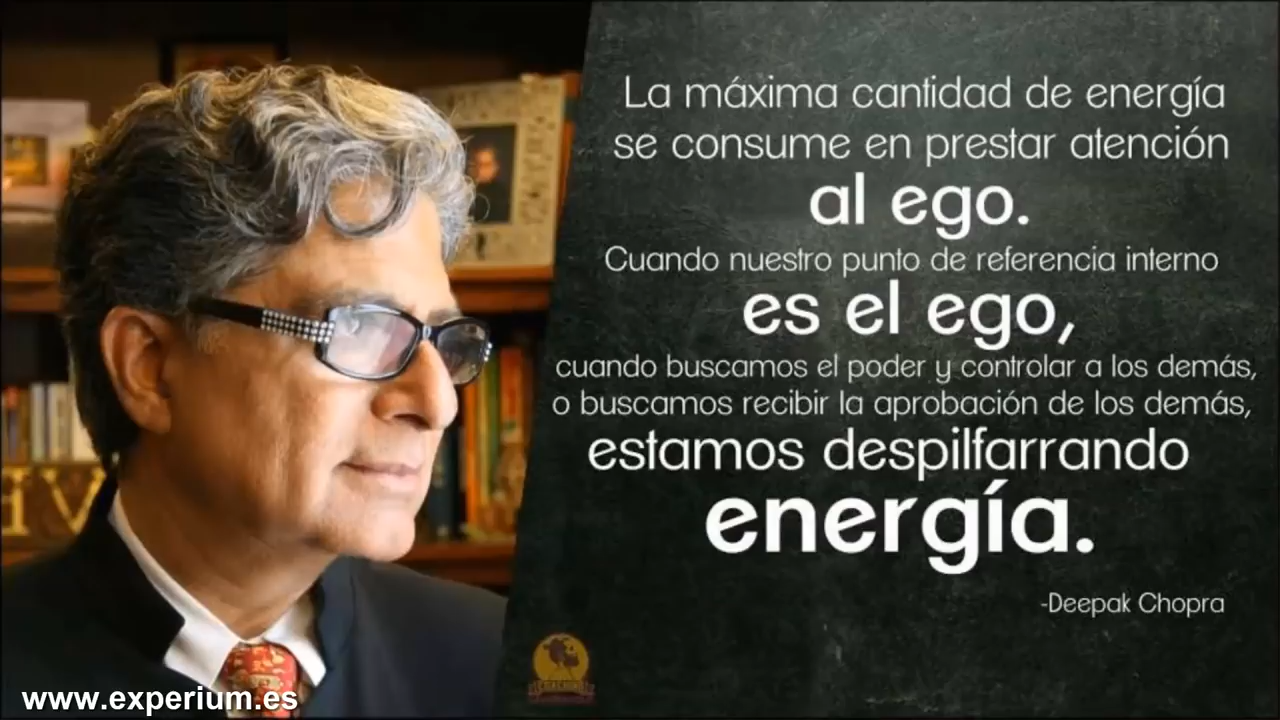 La máxima cantidad de energía
se consume en prestar atención
al ego.
Cuando nuestro punto de referencia interno
es el ego,
cuando buscamos el poder y controlar a los demás,
o buscamos recibir la aprobación de los demás,
estamos despilfarrando
energía.
-Deepak Chopra
www.experium.es